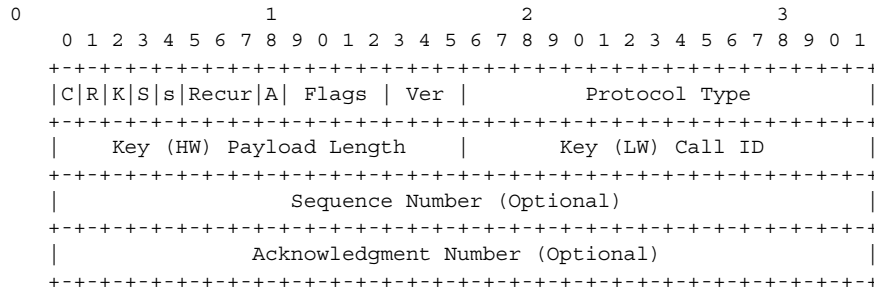 0                   1                   2                   3
    0 1 2 3 4 5 6 7 8 9 0 1 2 3 4 5 6 7 8 9 0 1 2 3 4 5 6 7 8 9 0 1
   +-+-+-+-+-+-+-+-+-+-+-+-+-+-+-+-+-+-+-+-+-+-+-+-+-+-+-+-+-+-+-+-+
   |C|R|K|S|s|Recur|A| Flags | Ver |         Protocol Type         |
   +-+-+-+-+-+-+-+-+-+-+-+-+-+-+-+-+-+-+-+-+-+-+-+-+-+-+-+-+-+-+-+-+
   |    Key (HW) Payload Length    |       Key (LW) Call ID        |
   +-+-+-+-+-+-+-+-+-+-+-+-+-+-+-+-+-+-+-+-+-+-+-+-+-+-+-+-+-+-+-+-+
   |                  Sequence Number (Optional)                   |
   +-+-+-+-+-+-+-+-+-+-+-+-+-+-+-+-+-+-+-+-+-+-+-+-+-+-+-+-+-+-+-+-+
   |               Acknowledgment Number (Optional)                |
   +-+-+-+-+-+-+-+-+-+-+-+-+-+-+-+-+-+-+-+-+-+-+-+-+-+-+-+-+-+-+-+-+